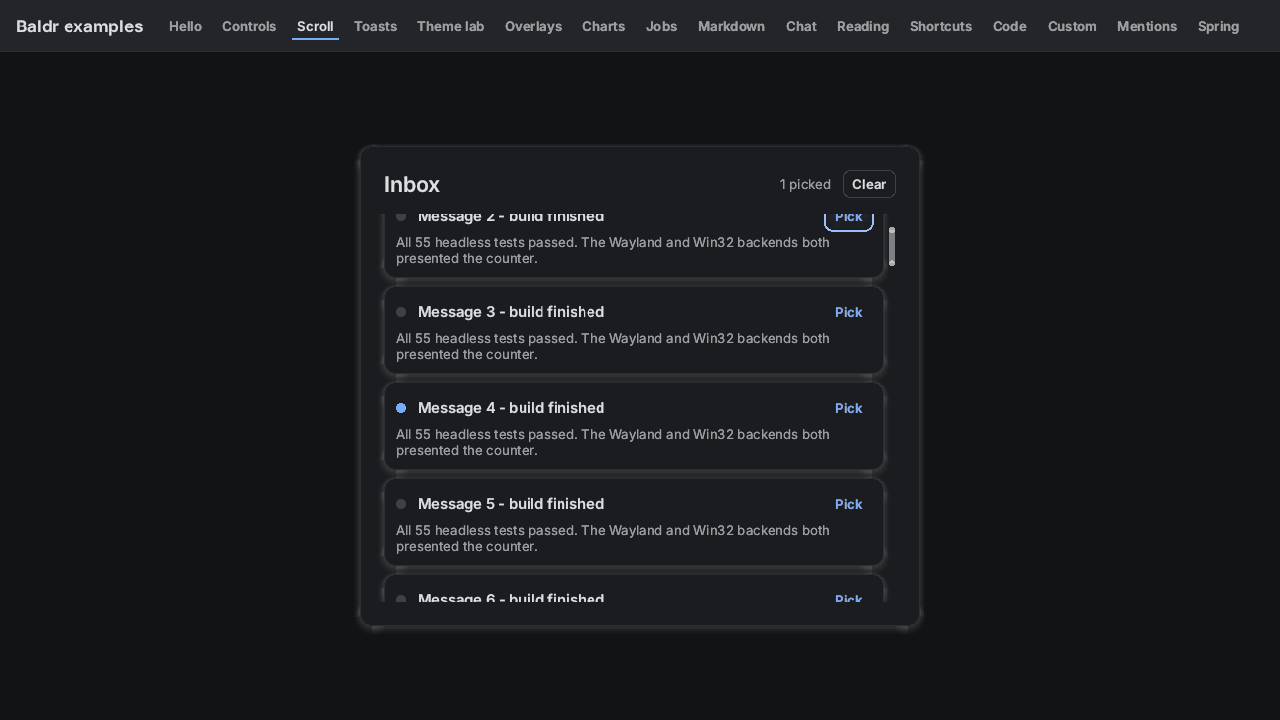 Baldr examples Hello Controls Scroll Toasts Theme lab Overlays Charts Jobs Markdown Chat Reading Shortcuts Code Custom Mentions Spring
Inbox 1 picked Clear
Message 2 - build finished Pick
All 55 headless tests passed. The Wayland and Win32 backends both
presented the counter.
Message 3 - build finished Pick
All 55 headless tests passed. The Wayland and Win32 backends both
presented the counter.
Message 4 - build finished Pick
All 55 headless tests passed. The Wayland and Win32 backends both
presented the counter.
Message 5 - build finished Pick
All 55 headless tests passed. The Wayland and Win32 backends both
presented the counter.
Message 6 - build finished Pick